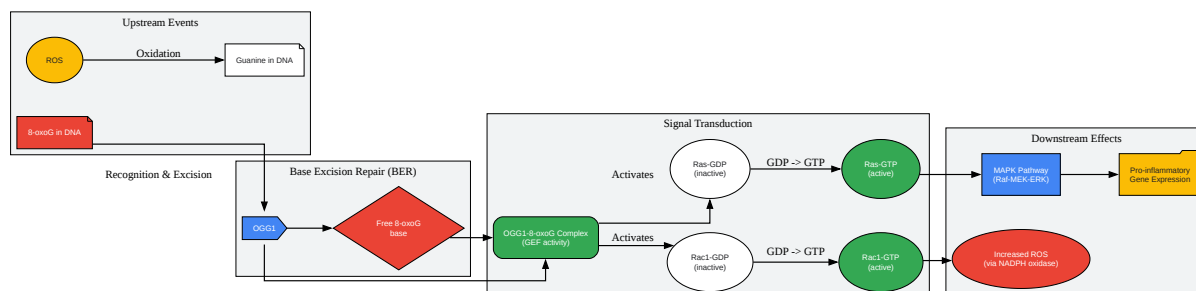 Upstream Events
ROS
Oxidation
Guanine in DNA
8-oxoG in DNA
Recognition & Excision
Base Excision Repair (BER)
OGG1
Free 8-oxoG
base
Signal Transduction
OGG1-8-oxoG Complex
(GEF activity)
Activates
Ras-GDP
(inactive)
GDP -> GTP
Ras-GTP
(active)
Activates
Rac1-GDP
(inactive)
GDP -> GTP
Rac1-GTP
(active)
Downstream Effects
MAPK Pathway
(Raf-MEK-ERK)
Pro-inflammatory
Gene Expression
Increased ROS
(via NADPH oxidase)